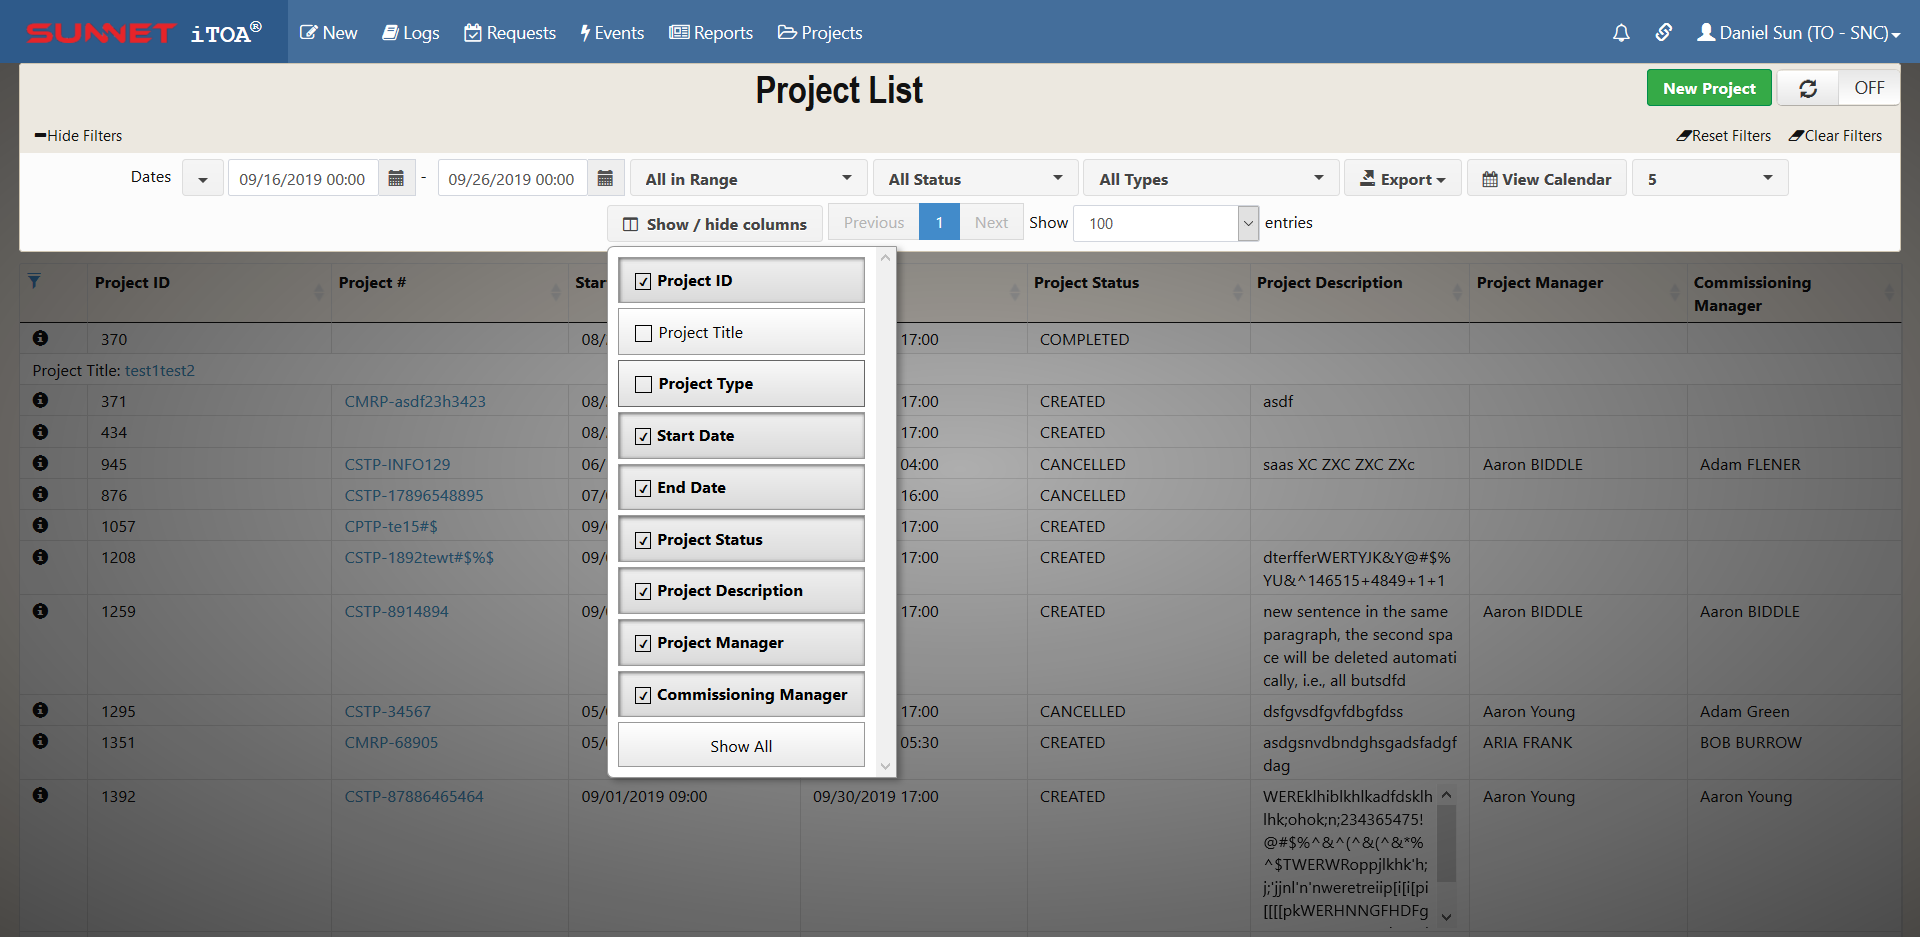 SUNNET iTOA®
New
Logs
Requests
Events
Reports
Projects
Daniel Sun (TO - SNC)
Project List
New Project
OFF
Hide Filters
Reset Filters
Clear Filters
Dates
09/16/2019 00:00
-
09/26/2019 00:00
All in Range
All Status
All Types
Export
View Calendar
5
Show / hide columns
Previous
1
Next
Show
100
entries
Project ID
Project Title
Project Type
Start Date
End Date
Project Status
Project Description
Project Manager
Commissioning Manager
Show All
Project ID
Project #
Star
Project Status
Project Description
Project Manager
Commissioning
Manager
370
08/
17:00
COMPLETED
Project Title: test1test2
371
CMRP-asdf23h3423
08/
17:00
CREATED
asdf
434
08/
17:00
CREATED
945
CSTP-INFO129
06/
04:00
CANCELLED
saas XC ZXC ZXC ZXc
Aaron BIDDLE
Adam FLENER
876
CSTP-17896548895
07/
16:00
CANCELLED
1057
CPTP-te15#$
09/
17:00
CREATED
1208
CSTP-1892tewt#$%$
09/
17:00
CREATED
dterfferWERTYJK&Y@#$%
YU&^146515+4849+1+1
1259
CSTP-8914894
09/
17:00
CREATED
new sentence in the same
paragraph, the second spa
ce will be deleted automati
cally, i.e., all butsdfd
Aaron BIDDLE
Aaron BIDDLE
1295
CSTP-34567
05/
17:00
CANCELLED
dsfgvsdfgvfdbgfdss
Aaron Young
Adam Green
1351
CMRP-68905
05/
05:30
CREATED
asdgsnvdbndghsgadsfadgf
dag
ARIA FRANK
BOB BURROW
1392
CSTP-87886465464
09/01/2019 09:00
09/30/2019 17:00
CREATED
WEREklhiblkhlkadfdsklh
lhk;ohok;n;234365475!
@#$%^&^(^&(^&*%
^$TWERWRoppjlkhk'h;
j;'jjnl'n'nweretreiip[i[i[pi
[[[[pkWERHNNGFHDFg
Aaron Young
Aaron Young